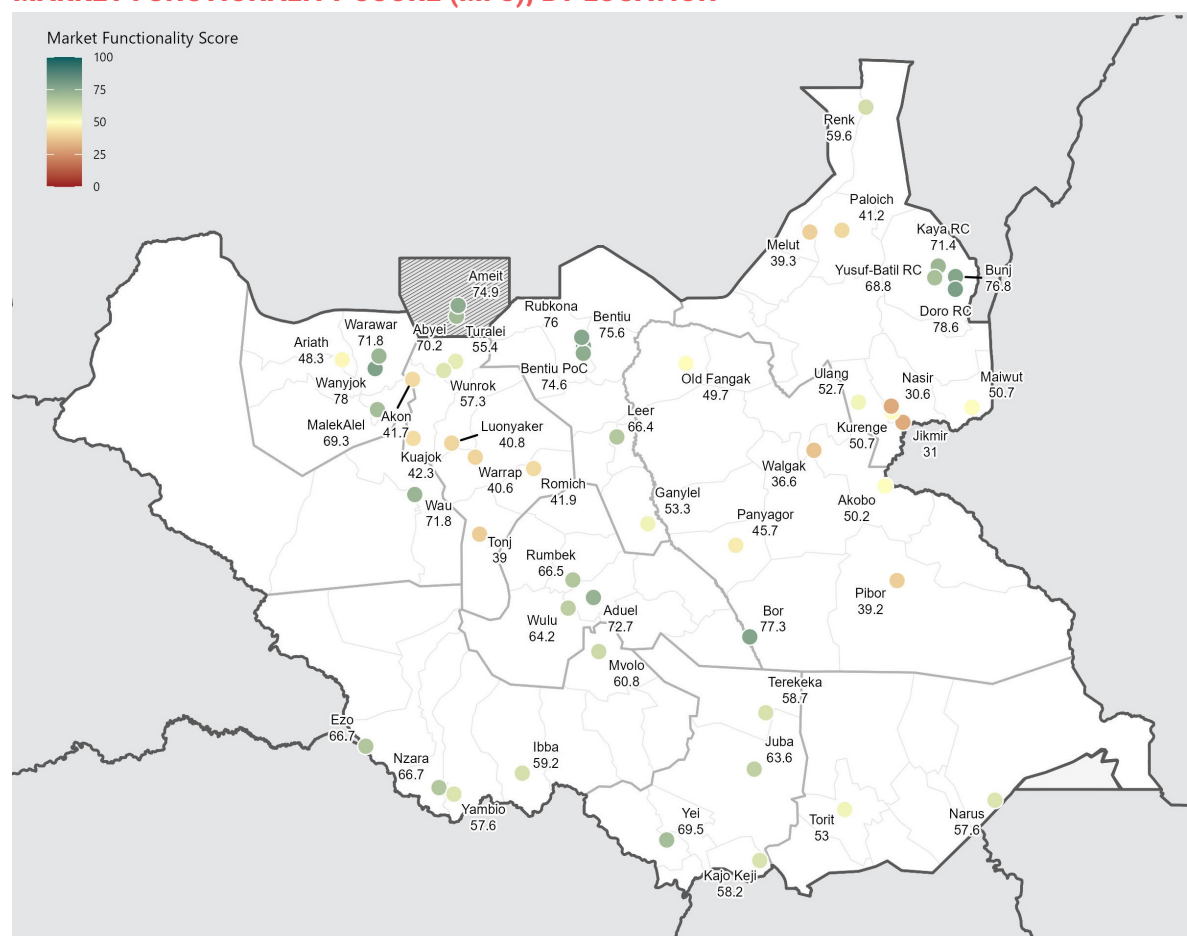 MARKET FUNCTIONALITY SCORE (MFS), BY LOCATION
Market Functionality Score
100
75
50
25
0
Renk
59.6
Paloich
41.2
Melut
39.3
Kaya RC
71.4
Yusuf-Batil RC
68.8
Bunj
76.8
Doro RC
78.6
Ameit
74.9
Abyei
70.2
Turalei
55.4
Rubkona
76
Bentiu
75.6
Bentiu PoC
74.6
Warawar
71.8
Ariath
48.3
Wanyjok
78
Wunrok
57.3
MalekAlel
69.3
Akon
41.7
Luonyaker
40.8
Kuajok
42.3
Warrap
40.6
Romich
41.9
Leer
66.4
Old Fangak
49.7
Ulang
52.7
Nasir
30.6
Maiwut
50.7
Kurenge
50.7
Jikmir
31
Walgak
36.6
Akobo
50.2
Wau
71.8
Ganylel
53.3
Panyagor
45.7
Tonj
39
Rumbek
66.5
Wulu
64.2
Aduel
72.7
Pibor
39.2
Bor
77.3
Mvolo
60.8
Terekeka
58.7
Ezo
66.7
Nzara
66.7
Ibba
59.2
Yambio
57.6
Juba
63.6
Yei
69.5
Torit
53
Narus
57.6
Kajo Keji
58.2